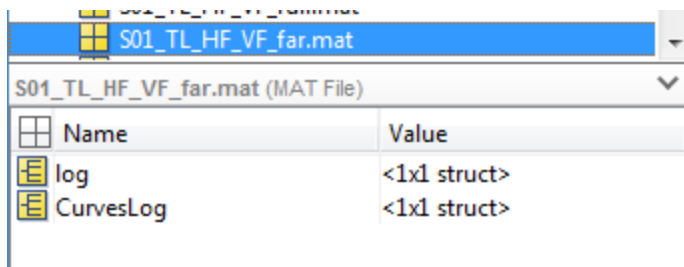 S01_TL_HF_VF_far.mat
S01_TL_HF_VF_far.mat (MAT File)
Name Value
log <1x1 struct>
CurvesLog <1x1 struct>